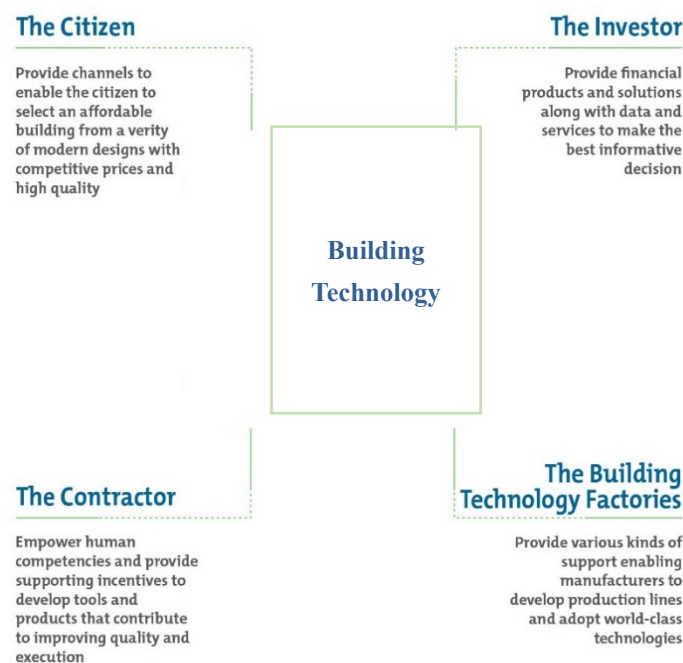 The Citizen
Provide channels to
enable the citizen to
select an affordable
building from a verity
of modern designs with
competitive prices and
high quality
The Investor
Provide financial
products and solutions
along with data and
services to make the
best informative
decision
Building
Technology
The Contractor
Empower human
competencies and provide
supporting incentives to
develop tools and
products that contribute
to improving quality and
execution
The Building
Technology Factories
Provide various kinds of
support enabling
manufacturers to
develop production lines
and adopt world-class
technologies